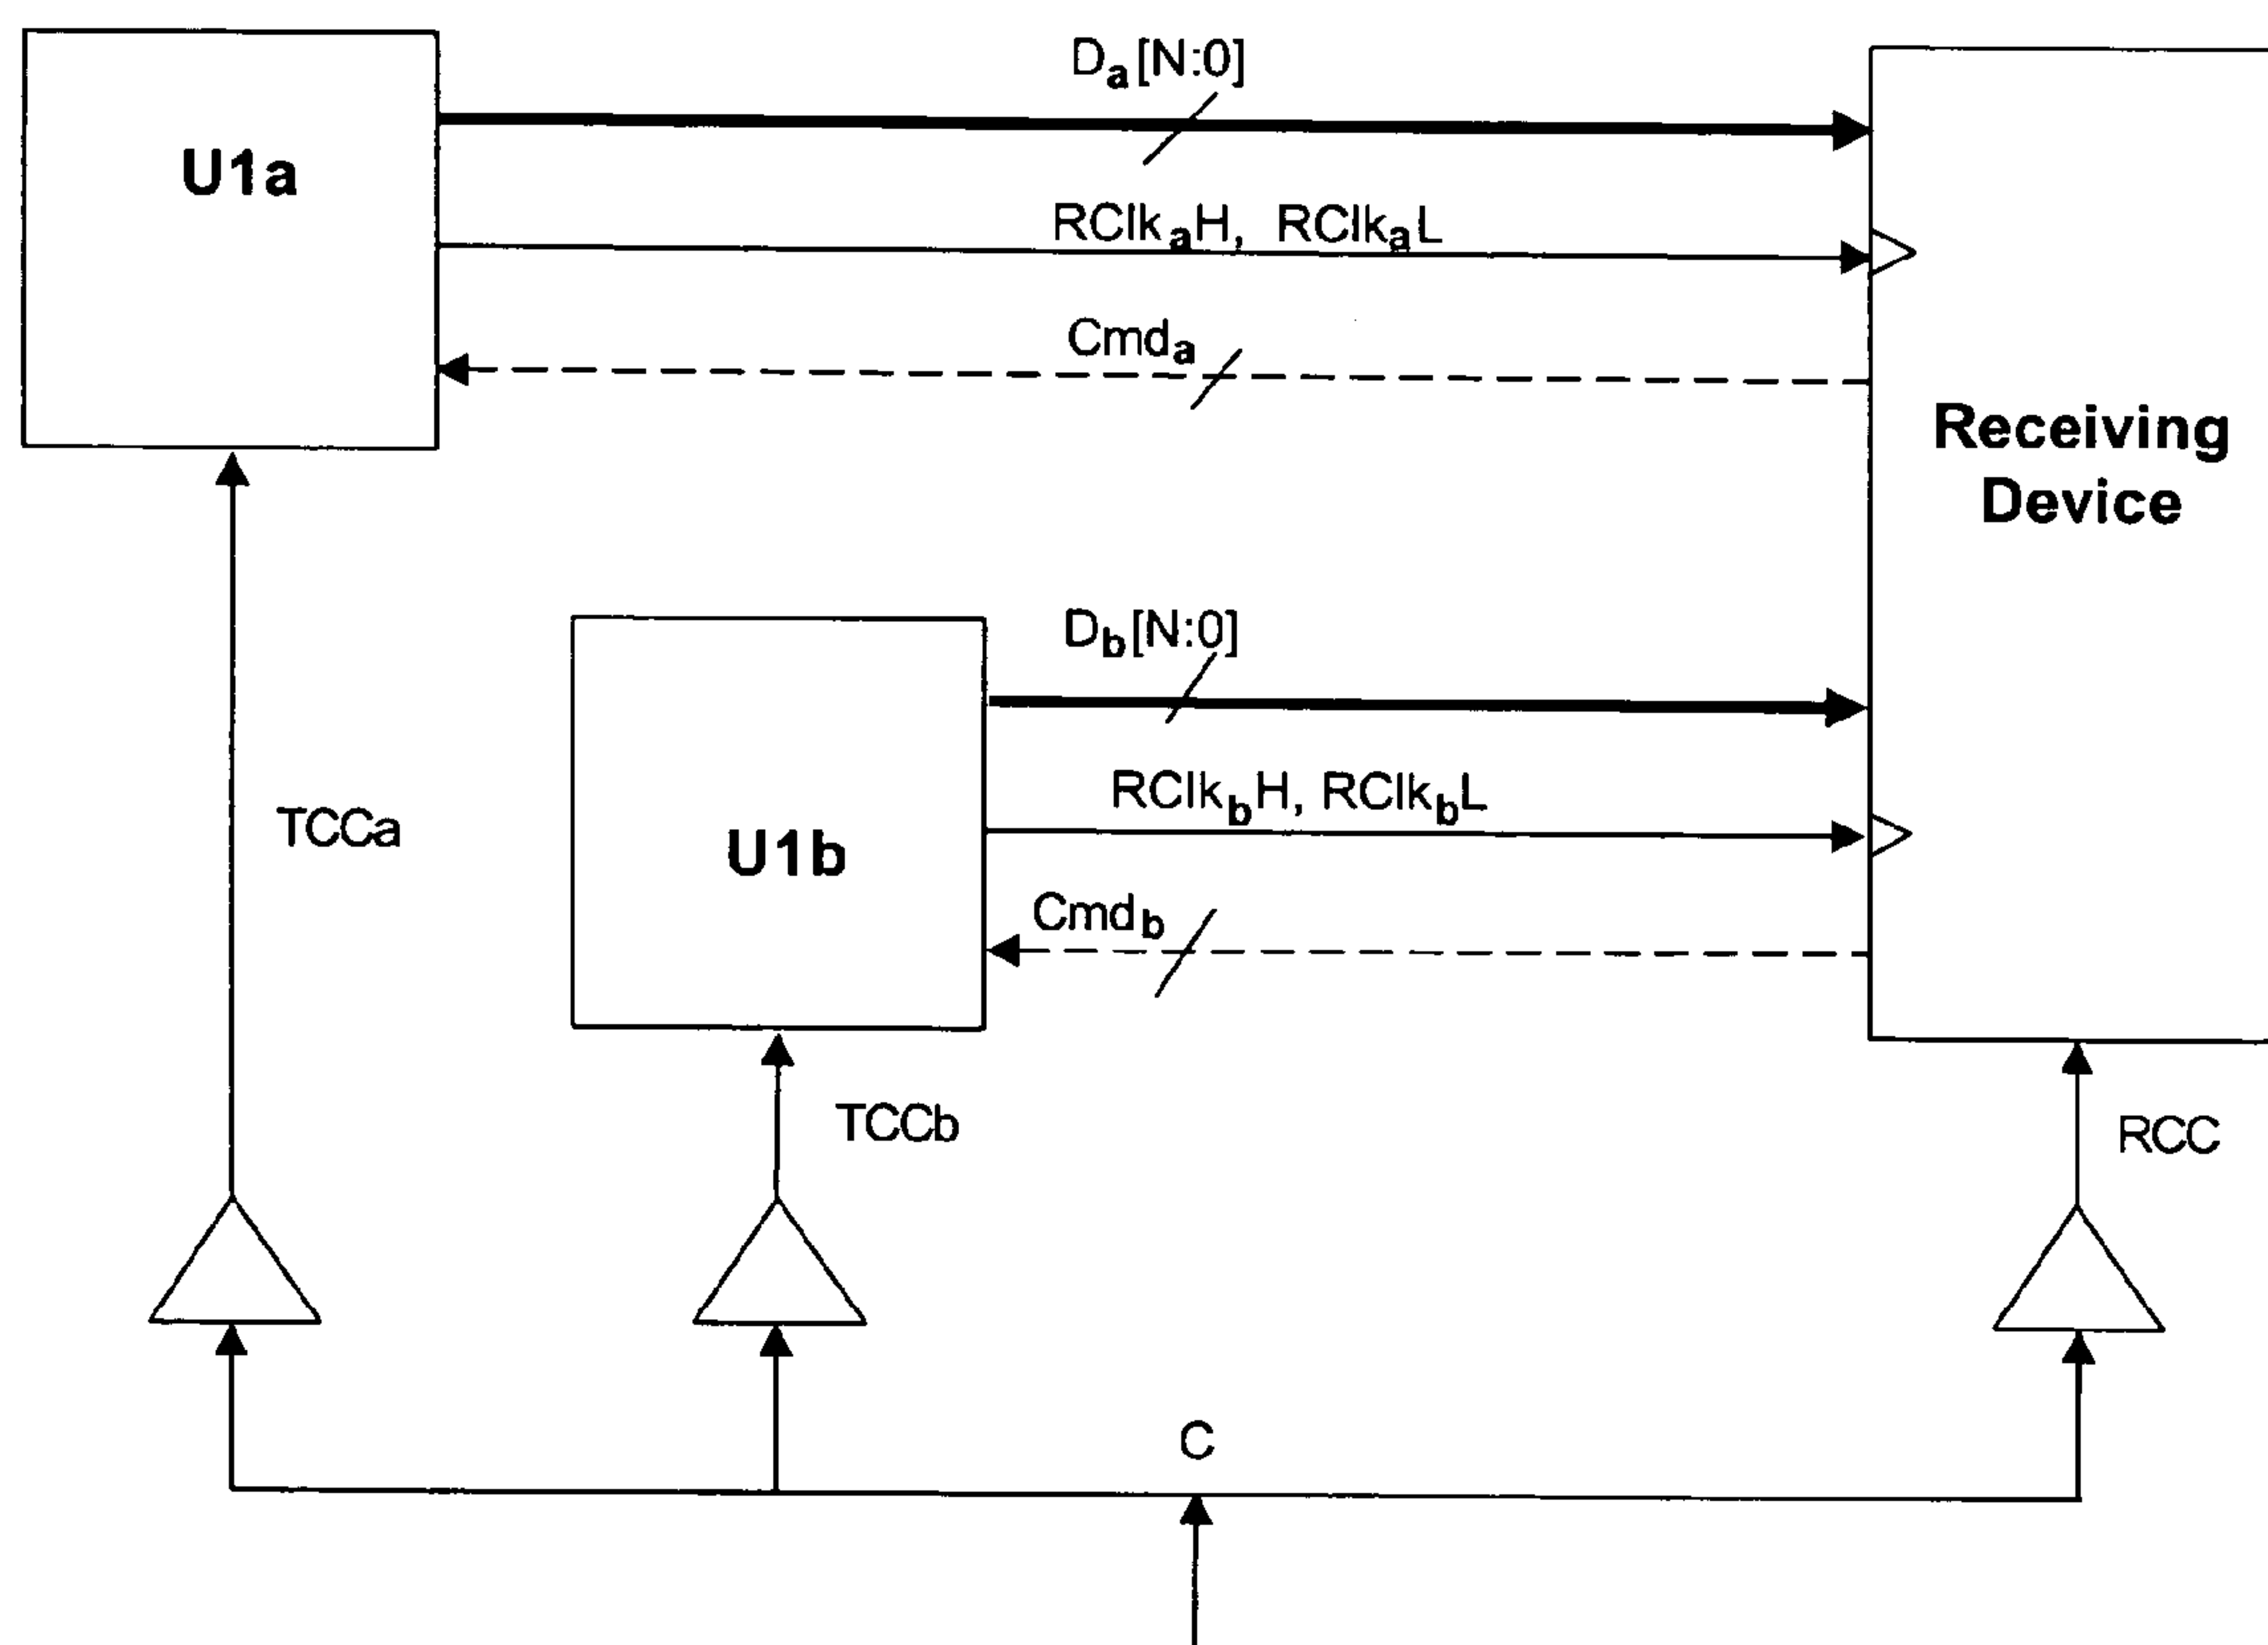 Da[N:0]
U1a
RClkaH, RClkaL
Cmda
Receiving
Device
Db[N:0]
TCCa
RClkbH, RClkbL
U1b
Cmdb
TCCb
RCC
C